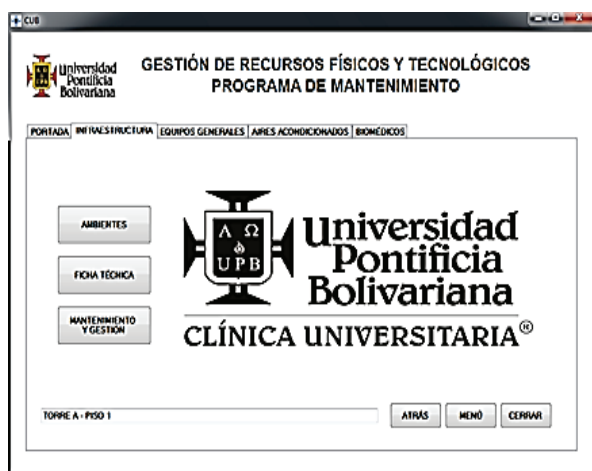 CUB
Universidad
Pontificia
Bolivariana
GESTIÓN DE RECURSOS FÍSICOS Y TECNOLÓGICOS
PROGRAMA DE MANTENIMIENTO
PORTADA INFRAESTRUCTURA EQUIPOS GENERALES AIRES ACONDICIONADOS BIOMÉDICOS
AMBIENTES
FICHA TÉCNICA
MANTENIMIENTO
Y GESTIÓN
Α Ω
UPB
Universidad
Pontificia
Bolivariana
CLÍNICA UNIVERSITARIA®
TORRE A - PISO 1
ATRÁS MENÚ CERRAR